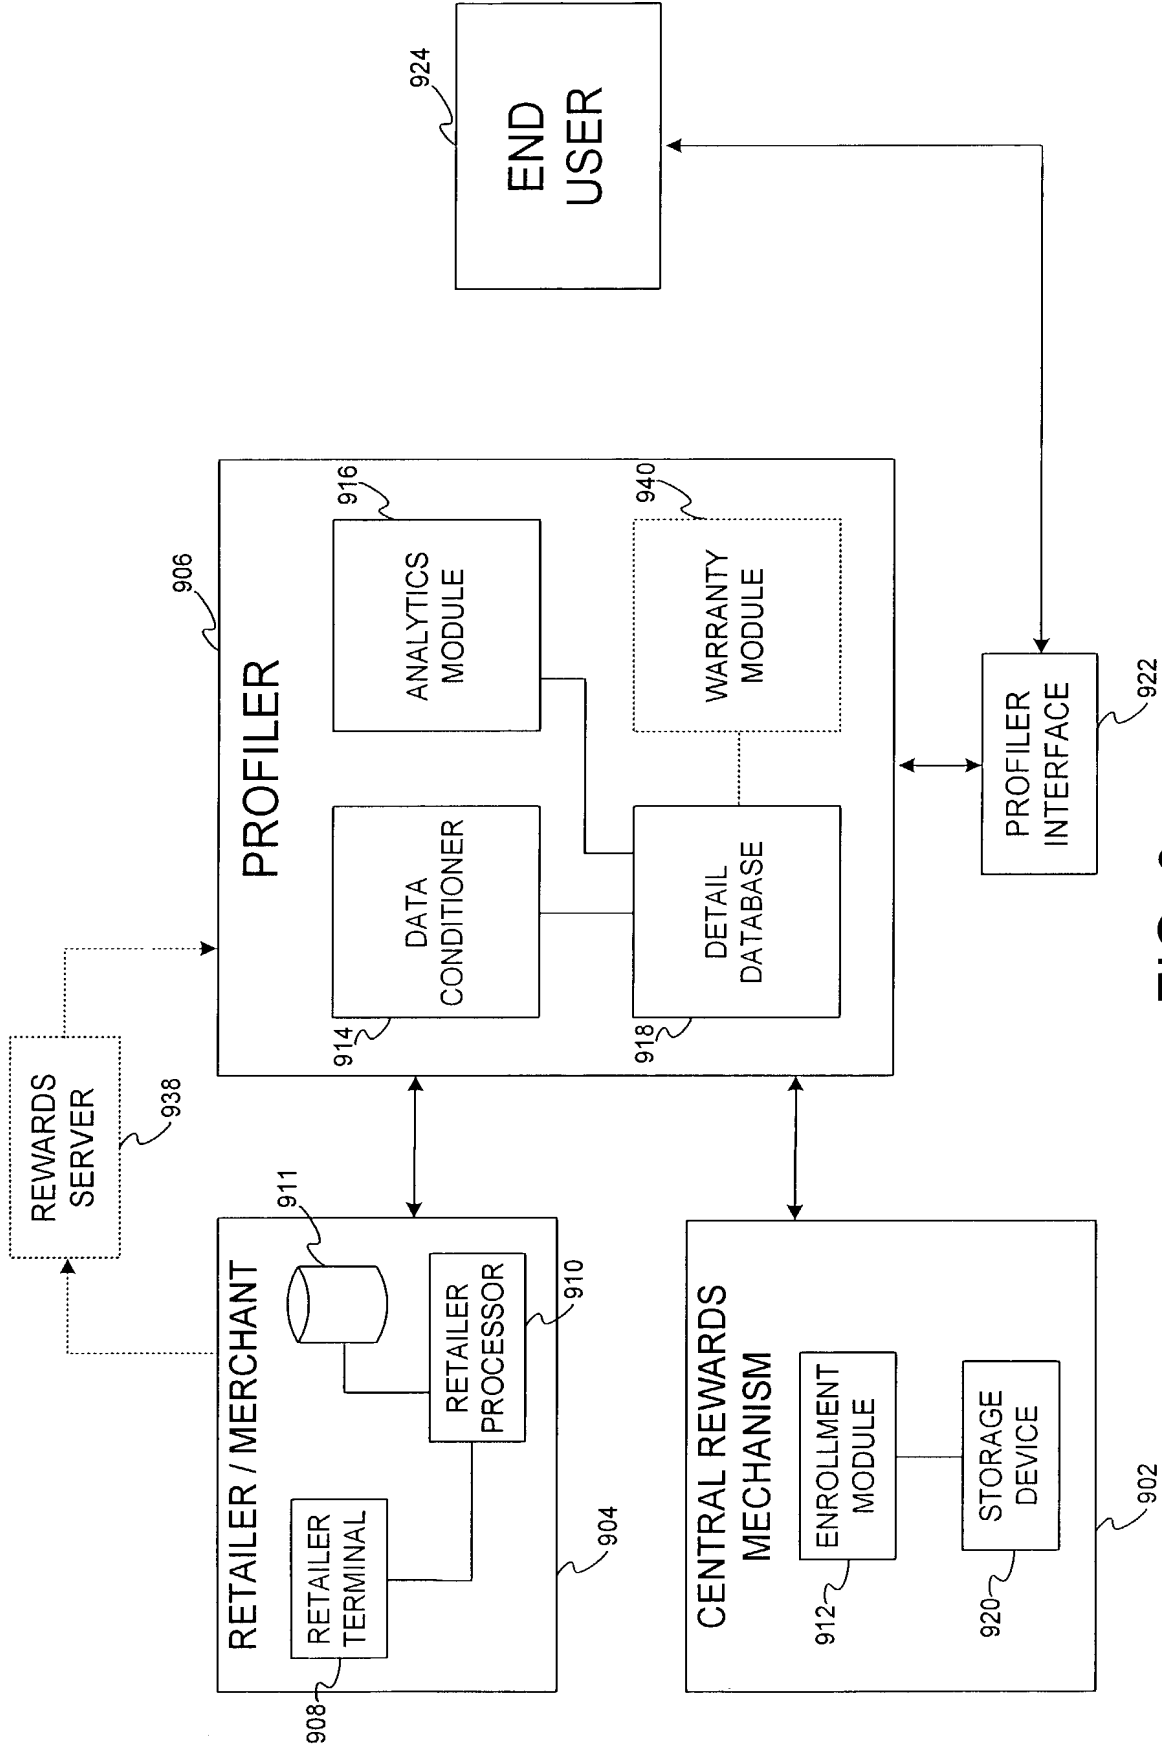 REWARDS
SERVER
938
RETAILER / MERCHANT
911
RETAILER
TERMINAL
908
RETAILER
PROCESSOR
910
904
PROFILER
906
DATA
CONDITIONER
914
ANALYTICS
MODULE
916
DETAIL
DATABASE
918
WARRANTY
MODULE
940
END
USER
924
CENTRAL REWARDS
MECHANISM
ENROLLMENT
MODULE
912
STORAGE
DEVICE
920
902
PROFILER
INTERFACE
922